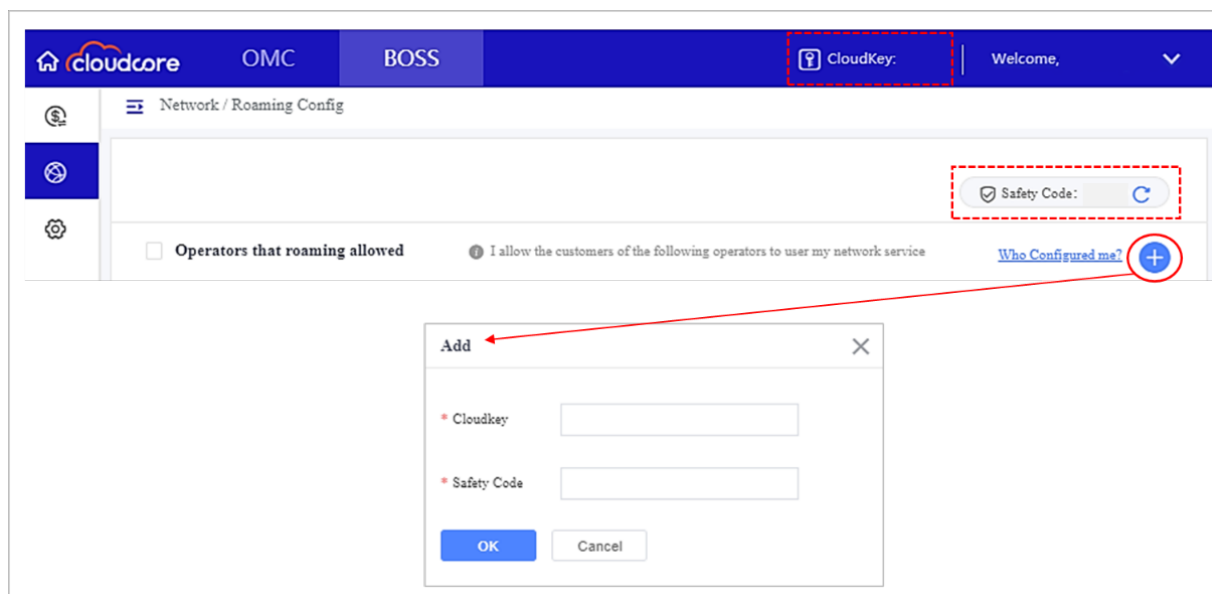 cloudcore OMC BOSS CloudKey: Welcome,
Network / Roaming Config
Safety Code:
Operators that roaming allowed I allow the customers of the following operators to user my network service Who Configured me?
Add
* Cloudkey
* Safety Code
OK Cancel